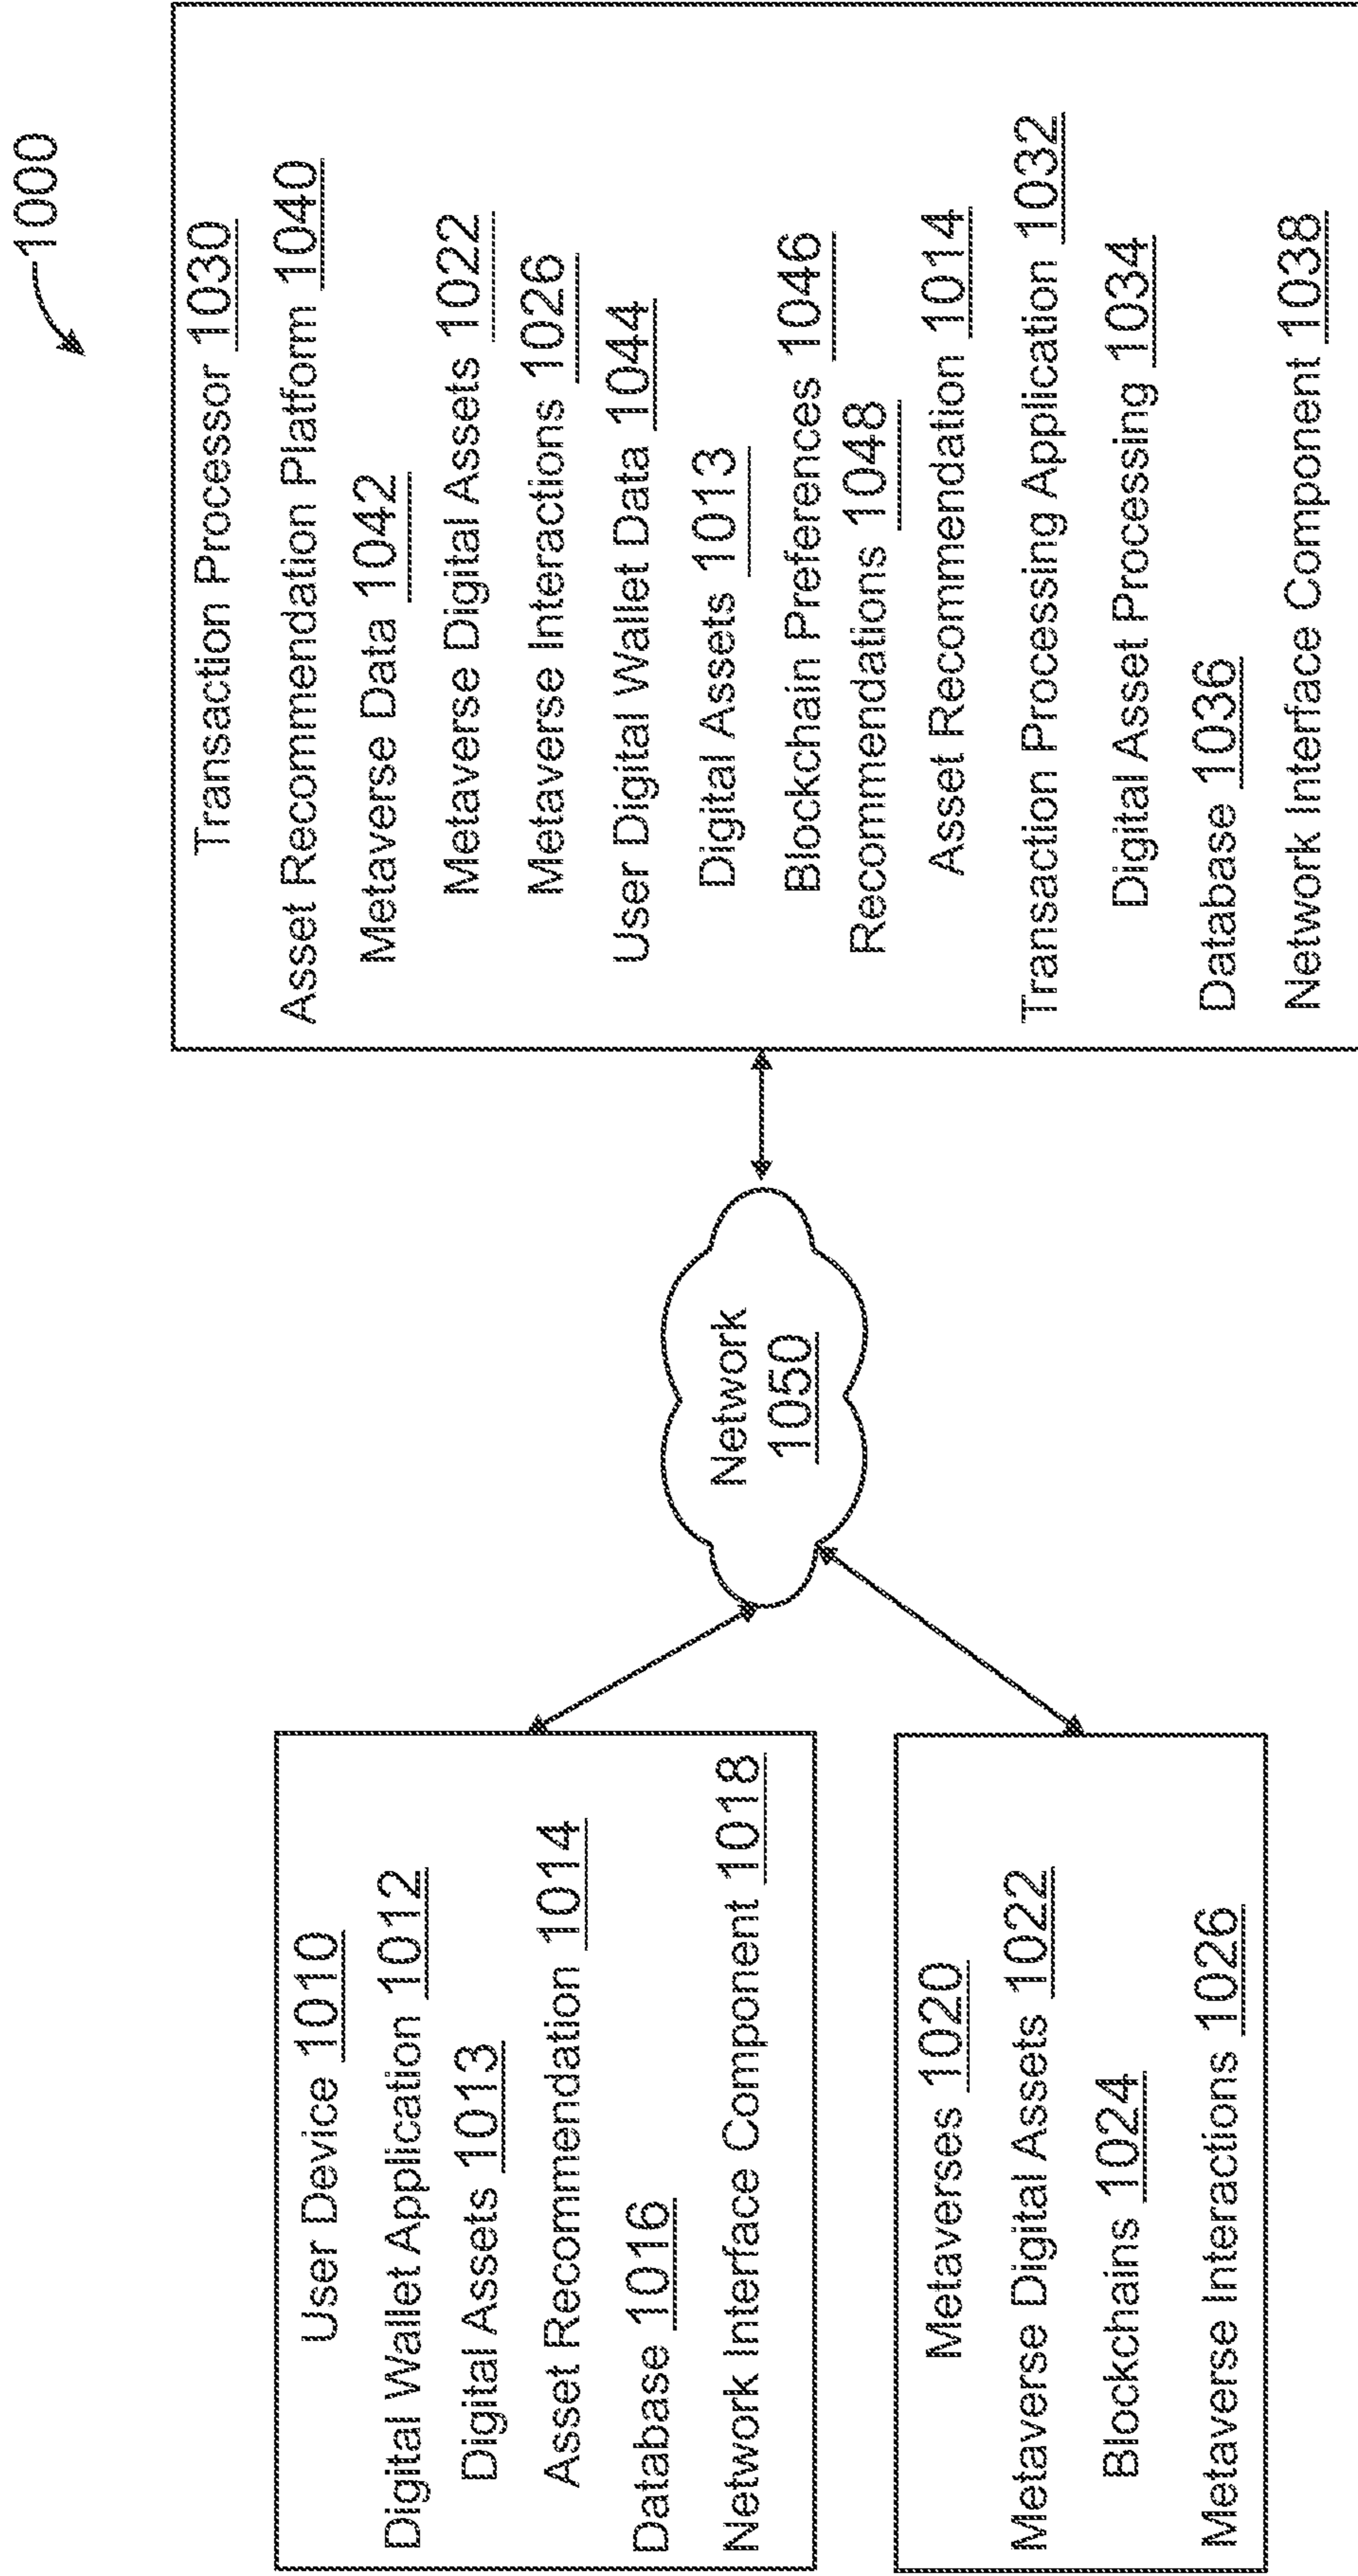 1000
User Device 1010
Digital Wallet Application 1012
Digital Assets 1013
Asset Recommendation 1014
Database 1016
Network Interface Component 1018
Metaverses 1020
Metaverse Digital Assets 1022
Blockchains 1024
Metaverse Interactions 1026
Network
1050
Transaction Processor 1030
Asset Recommendation Platform 1040
Metaverse Data 1042
Metaverse Digital Assets 1022
Metaverse Interactions 1026
User Digital Wallet Data 1044
Digital Assets 1013
Blockchain Preferences 1046
Recommendations 1048
Asset Recommendation 1014
Transaction Processing Application 1032
Digital Asset Processing 1034
Database 1036
Network Interface Component 1038